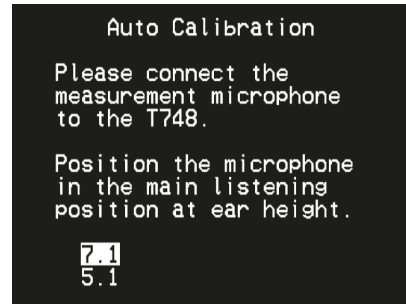 Auto Calibration
Please connect the
measurement microphone
to the T748.
Position the microphone
in the main listening
position at ear height.
7.1
5.1